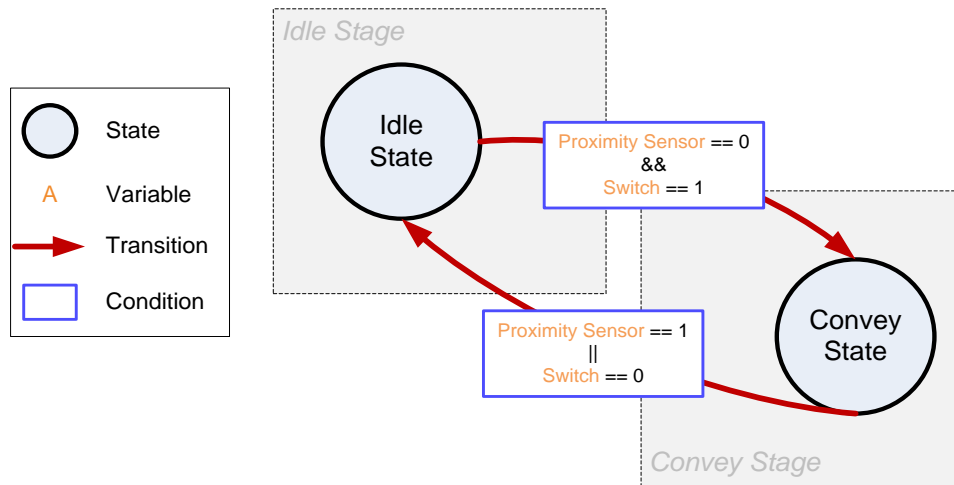 Idle Stage
State
A
Variable
Transition
Condition
Idle
State
Proximity Sensor == 0
&&
Switch == 1
Proximity Sensor == 1
||
Switch == 0
Convey
State
Convey Stage